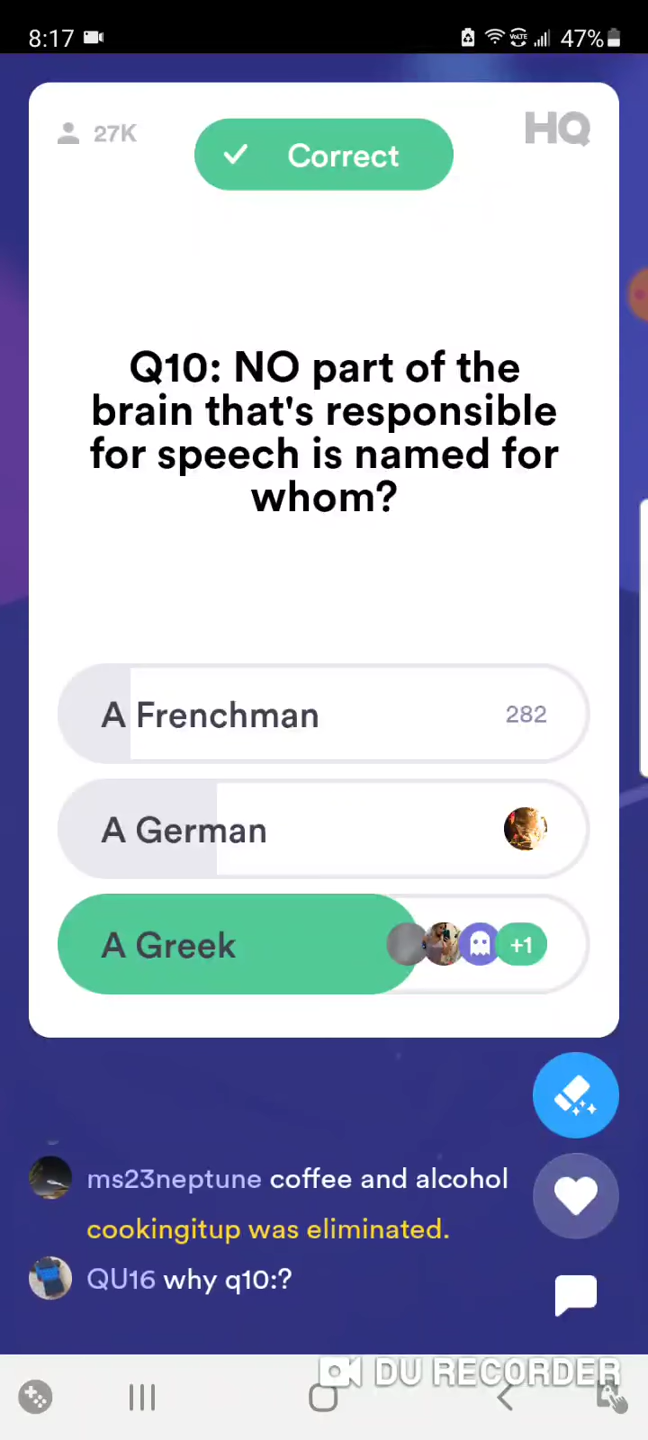 8:17 47%
27K Correct HQ
Q10: NO part of the
brain that's responsible
for speech is named for
whom?
A Frenchman 282
A German
A Greek +1
ms23neptune coffee and alcohol
cookingitup was eliminated.
QU16 why q10:?
DU RECORDER